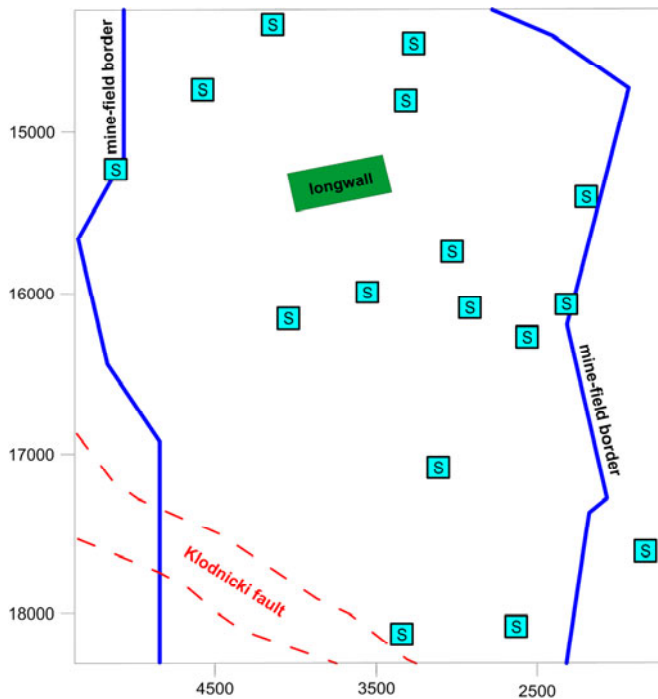 S
S
mine-field border
S
S
15000
S
longwall
S
S
16000
S
S
S
S
S
mine-field border
17000
S
S
Klodnicki fault
18000
S
S
4500
3500
2500